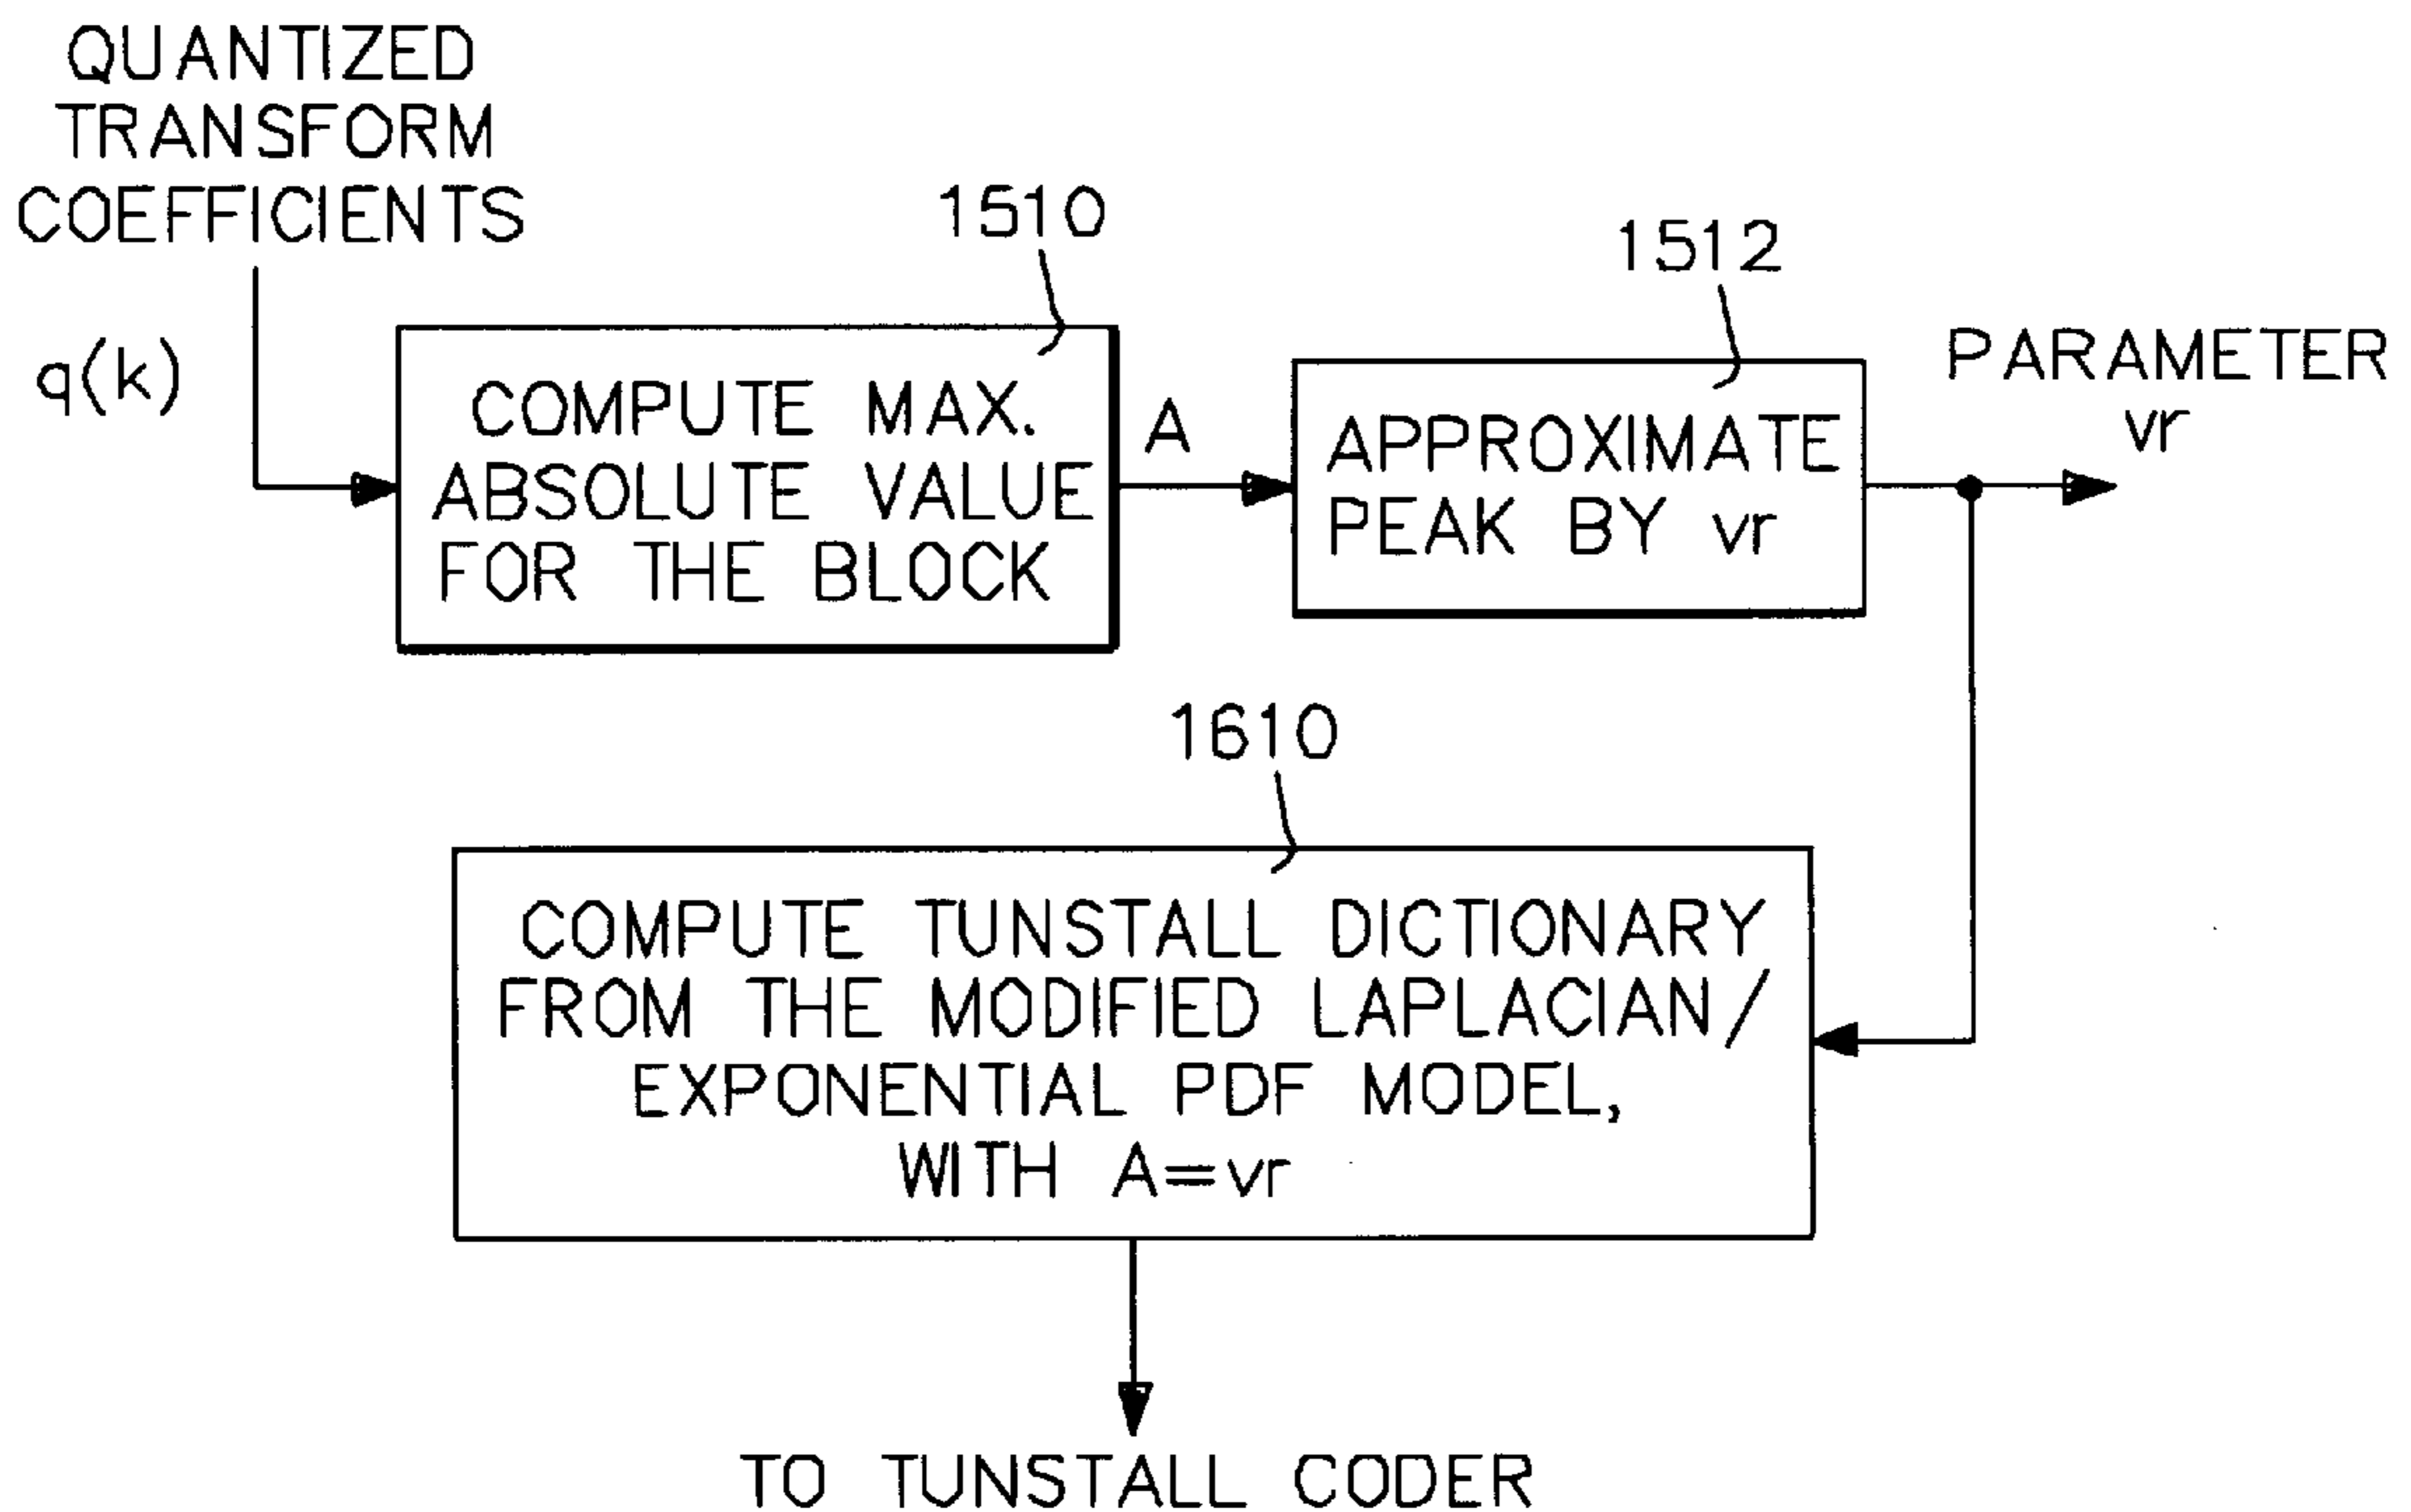 QUANTIZED
TRANSFORM
COEFFICIENTS
q(k)
1510
COMPUTE MAX.
ABSOLUTE VALUE
FOR THE BLOCK
A
1512
APPROXIMATE
PEAK BY vr
PARAMETER
vr
1610
COMPUTE TUNSTALL DICTIONARY
FROM THE MODIFIED LAPLACIAN/
EXPONENTIAL PDF MODEL,
WITH A=vr
TO TUNSTALL CODER